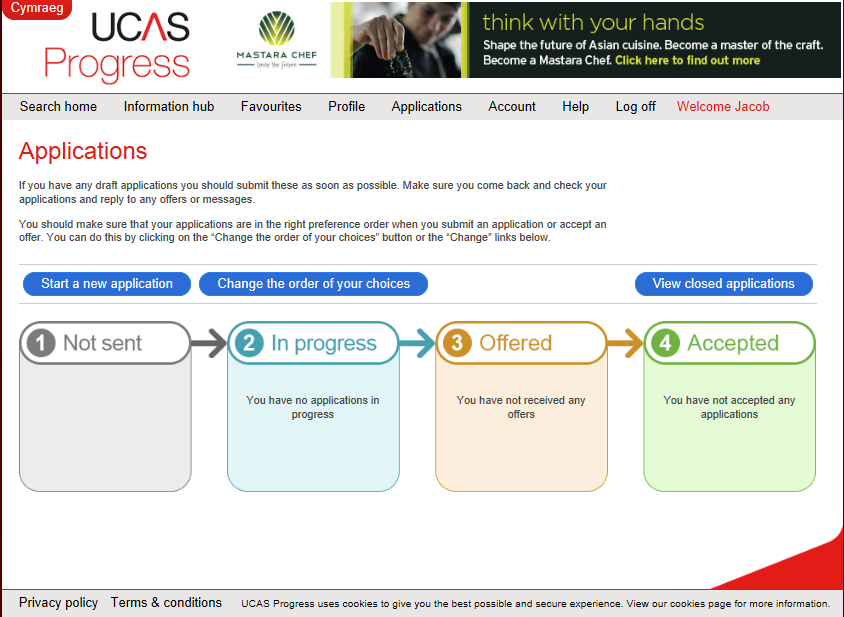 Cymraeg
UCAS
Progress
MASTARA CHEF
taste the future
think with your hands
Shape the future of Asian cuisine. Become a master of the craft.
Become a Mastara Chef. Click here to find out more
Search home Information hub Favourites Profile Applications Account Help Log off Welcome Jacob
Applications
If you have any draft applications you should submit these as soon as possible. Make sure you come back and check your
applications and reply to any offers or messages.
You should make sure that your applications are in the right preference order when you submit an application or accept an
offer. You can do this by clicking on the “Change the order of your choices” button or the “Change” links below.
Start a new application Change the order of your choices View closed applications
1 Not sent 2 In progress 3 Offered 4 Accepted
You have no applications in
progress
You have not received any
offers
You have not accepted any
applications
Privacy policy Terms & conditions UCAS Progress uses cookies to give you the best possible and secure experience. View our cookies page for more information.